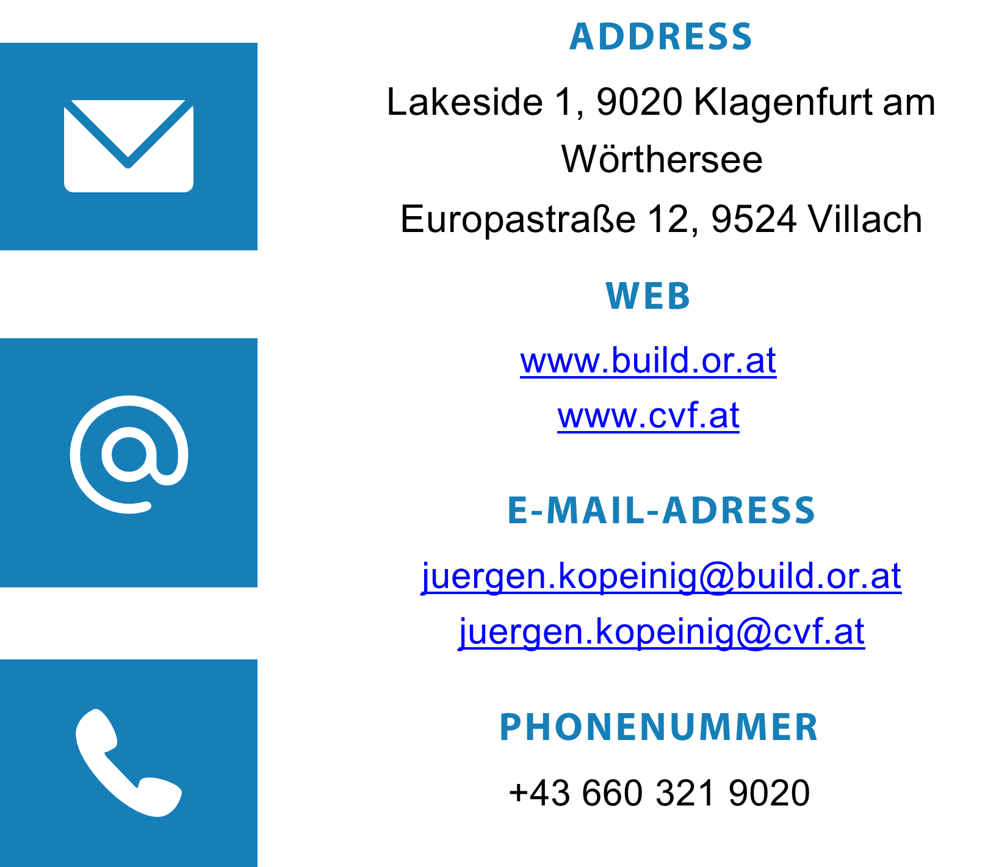 ADDRESS
Lakeside 1, 9020 Klagenfurt am
Wörthersee
Europastraße 12, 9524 Villach
WEB
www.build.or.at
www.cvf.at
E-MAIL-ADRESS
juergen.kopeinig@build.or.at
juergen.kopeinig@cvf.at
PHONENUMMER
+43 660 321 9020